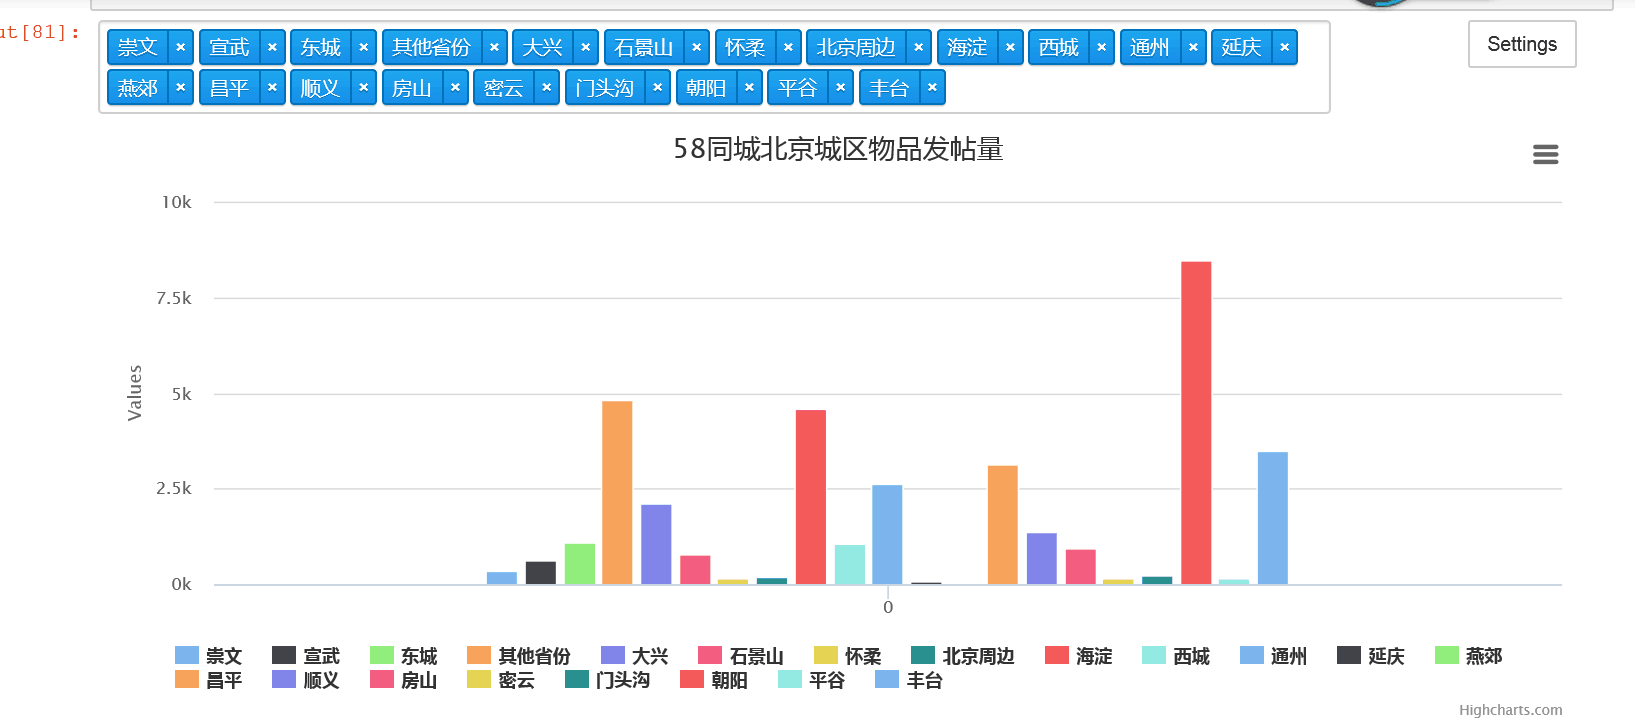 ut[81]:
崇文 × 宣武 × 东城 × 其他省份 × 大兴 × 石景山 × 怀柔 × 北京周边 × 海淀 × 西城 × 通州 × 延庆 ×
Settings
燕郊 × 昌平 × 顺义 × 房山 × 密云 × 门头沟 × 朝阳 × 平谷 × 丰台 ×
58同城北京城区物品发帖量
10k
7.5k
5k
2.5k
0k
Values
0
崇文 宣武 东城 其他省份 大兴 石景山 怀柔 北京周边 海淀 西城 通州 延庆 燕郊
昌平 顺义 房山 密云 门头沟 朝阳 平谷 丰台
Highcharts.com